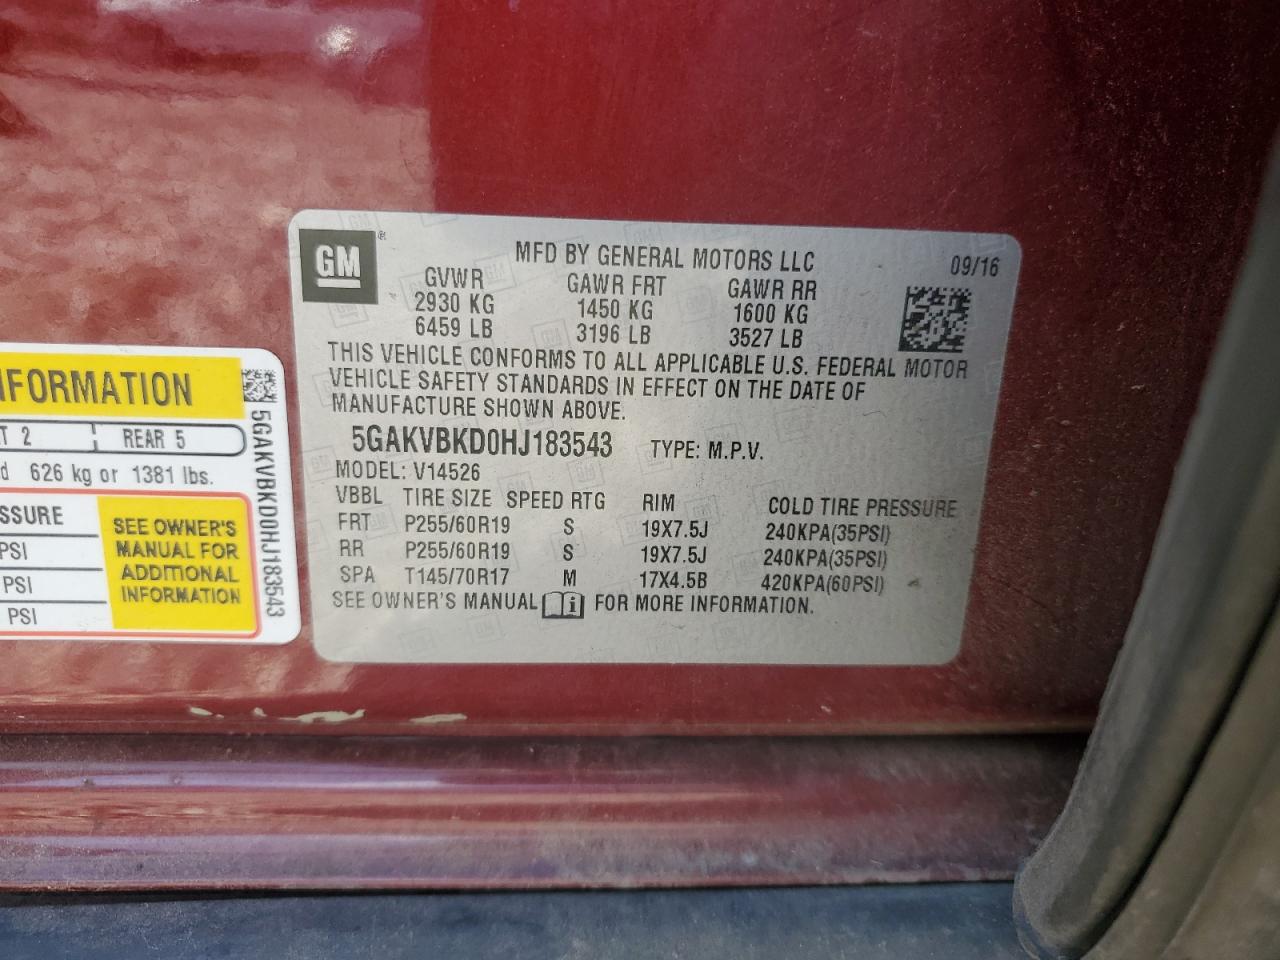 GM
®
MFD BY GENERAL MOTORS LLC
09/16
GVWR GAWR FRT GAWR RR
2930 KG 1450 KG 1600 KG
6459 LB 3196 LB 3527 LB
THIS VEHICLE CONFORMS TO ALL APPLICABLE U.S. FEDERAL MOTOR
VEHICLE SAFETY STANDARDS IN EFFECT ON THE DATE OF
MANUFACTURE SHOWN ABOVE.
5GAKVBKD0HJ183543 TYPE: M.P.V.
MODEL: V14526
VBBL TIRE SIZE SPEED RTG RIM COLD TIRE PRESSURE
FRT P255/60R19 S 19X7.5J 240KPA(35PSI)
RR P255/60R19 S 19X7.5J 240KPA(35PSI)
SPA T145/70R17 M 17X4.5B 420KPA(60PSI)
SEE OWNER'S MANUAL i FOR MORE INFORMATION.
NFORMATION
T 2 REAR 5
d 626 kg or 1381 lbs.
SSURE
PSI
PSI
PSI
SEE OWNER'S
MANUAL FOR
ADDITIONAL
INFORMATION
5GAKVBKD0HJ183543